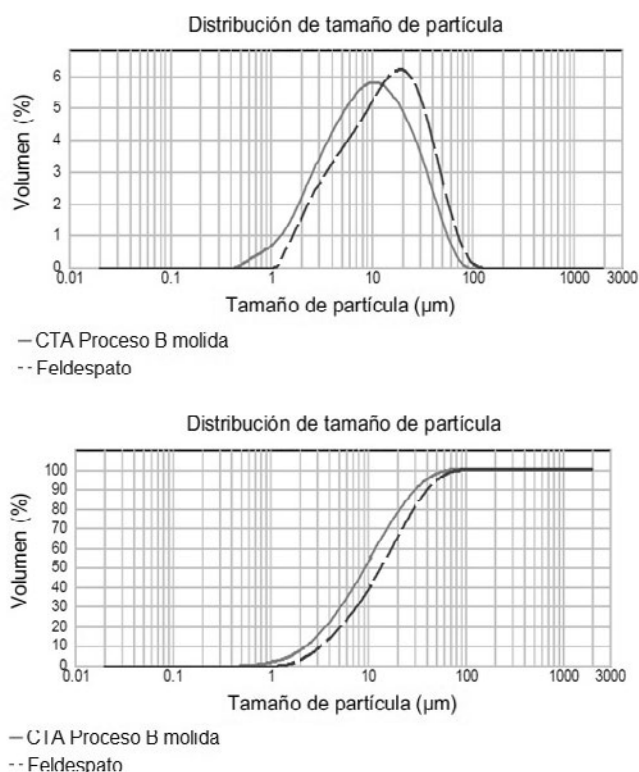 Distribución de tamaño de partícula
Volumen (%)
6
5
4
3
2
1
0
0.01 0.1 1 10 100 1000 3000
Tamaño de partícula (µm)
— CTA Proceso B molida
-- Feldespato
Distribución de tamaño de partícula
Volumen (%)
100
90
80
70
60
50
40
30
20
10
0
0.01 0.1 1 10 100 1000 3000
Tamaño de partícula (µm)
— CTA Proceso B molida
-- Feldespato